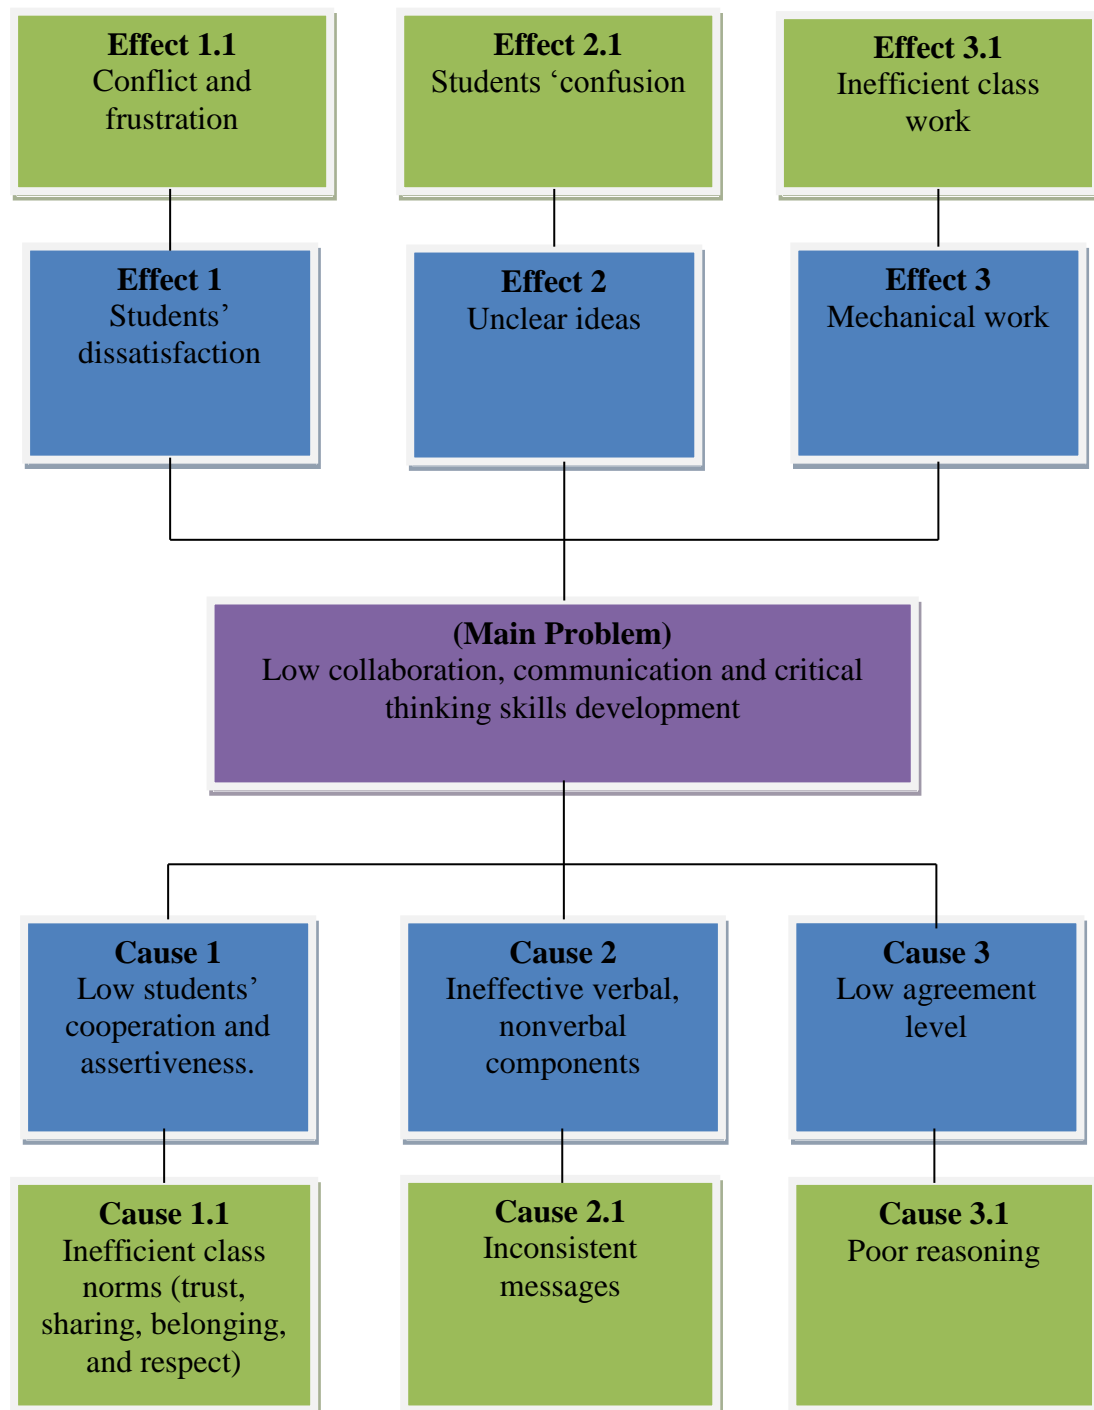 Effect 1.1
Conflict and
frustration
Effect 2.1
Students ‘confusion
Effect 3.1
Inefficient class
work
Effect 1
Students’
dissatisfaction
Effect 2
Unclear ideas
Effect 3
Mechanical work
(Main Problem)
Low collaboration, communication and critical
thinking skills development
Cause 1
Low students’
cooperation and
assertiveness.
Cause 2
Ineffective verbal,
nonverbal
components
Cause 3
Low agreement
level
Cause 1.1
Inefficient class
norms (trust,
sharing, belonging,
and respect)
Cause 2.1
Inconsistent
messages
Cause 3.1
Poor reasoning